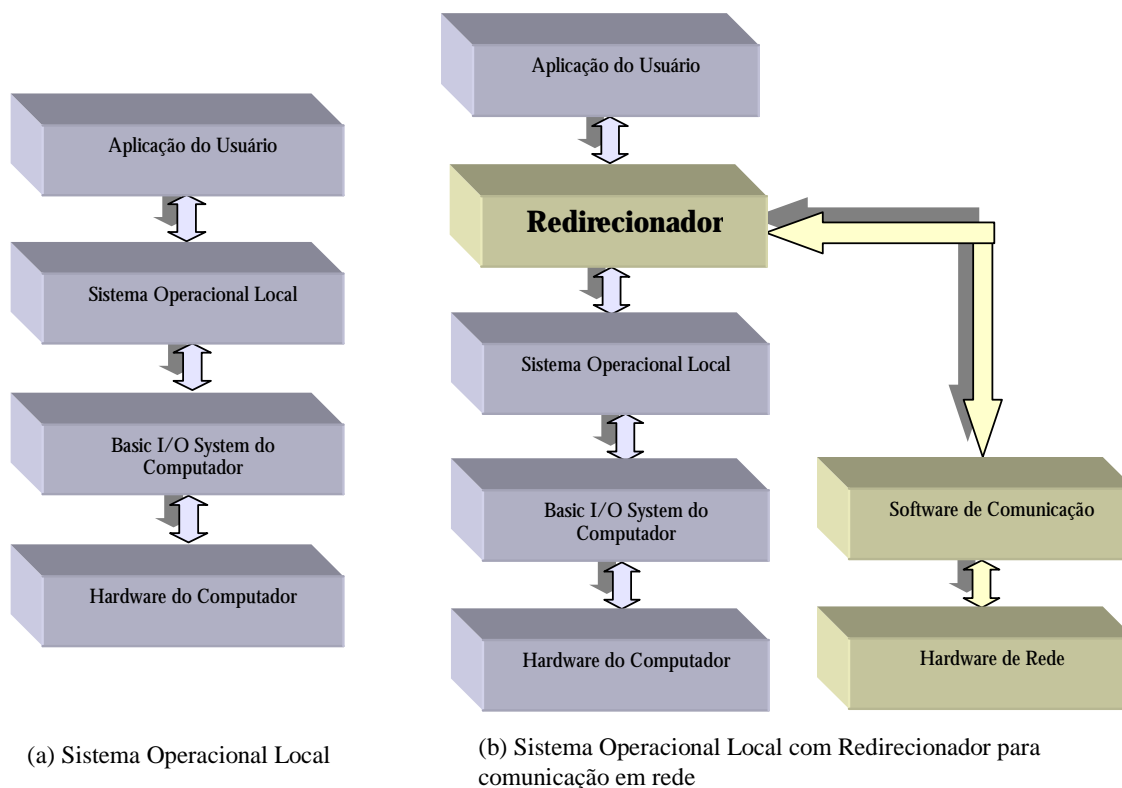 Aplicação do Usuário
Sistema Operacional Local
Basic I/O System do
Computador
Hardware do Computador
(a) Sistema Operacional Local
Aplicação do Usuário
Redirecionador
Sistema Operacional Local
Basic I/O System do
Computador
Hardware do Computador
Software de Comunicação
Hardware de Rede
(b) Sistema Operacional Local com Redirecionador para
comunicação em rede